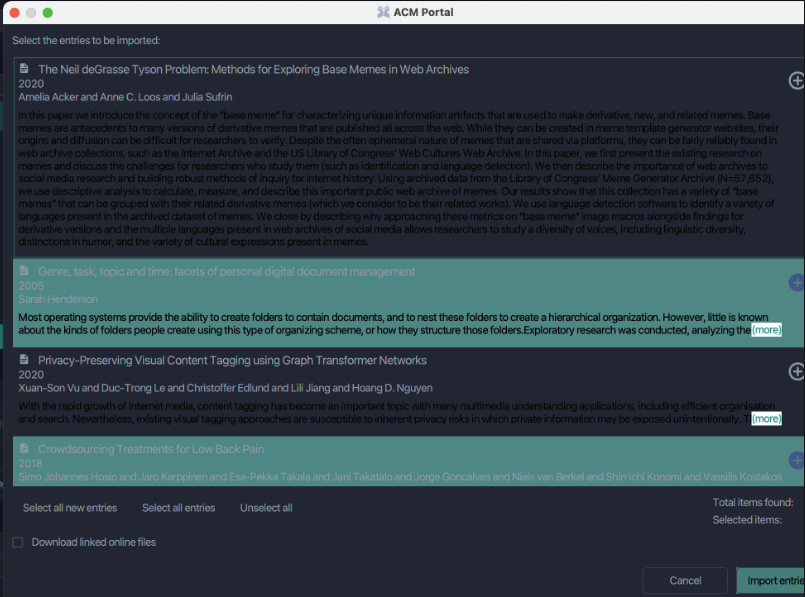 ACM Portal
Select the entries to be imported:
The Neil deGrasse Tyson Problem: Methods for Exploring Base Memes in Web Archives
2020
Amelia Acker and Anne C. Loos and Julia Sufrin
In this paper we introduce the concept of the "base meme" for characterizing unique information artifacts that are used to make derivative, new, and related memes. Base
memes are antecedents to many versions of derivative memes that are published all across the web. While they can be created in meme template generator websites, their
origins and diffusion can be difficult for researchers to verify. Despite the often ephemeral nature of memes that are shared via platforms, they can be fairly reliably found in
web archive collections, such as the Internet Archive and the US Library of Congress' Web Cultures Web Archive. In this paper, we first present the existing research on
memes and discuss the challenges for researchers who study them (such as identification and language detection). We then describe the importance of web archives to
social media research and building robust methods of inquiry for internet history. Using archived data from the Library of Congress' Meme Generator Archive (N=57,652),
we use descriptive analysis to calculate, measure, and describe this important public web archive of memes. Our results show that this collection has a variety of "base
memes" that can be grouped with their related derivative memes (which we consider to be their related works). We use language detection software to identify a variety of
languages present in the archived dataset of memes. We close by describing why approaching these metrics on "base meme" image macros alongside findings for
derivative versions and the multiple languages present in web archives of social media allows researchers to study a diversity of voices, including linguistic diversity,
distinctions in humor, and the variety of cultural expressions present in memes.
Genre, task, topic and time: facets of personal digital document management
2005
Sarah Henderson
Most operating systems provide the ability to create folders to contain documents, and to nest these folders to create a hierarchical organization. However, little is known
about the kinds of folders people create using this type of organizing scheme, or how they structure those folders.Exploratory research was conducted, analyzing the (more)
Privacy-Preserving Visual Content Tagging using Graph Transformer Networks
2020
Xuan-Son Vu and Duc-Trong Le and Christoffer Edlund and Lili Jiang and Hoang D. Nguyen
With the rapid growth of Internet media, content tagging has become an important topic with many multimedia understanding applications, including efficient organisation
and search. Nevertheless, existing visual tagging approaches are susceptible to inherent privacy risks in which private information may be exposed unintentionally. T(more)
Crowdsourcing Treatments for Low Back Pain
2018
Simo Johannes Hosio and Jaro Karppinen and Esa-Pekka Takala and Jani Takatalo and Jorge Goncalves and Niels van Berkel and Shin'ichi Konomi and Vassilis Kostakos
Select all new entries Select all entries Unselect all
Total items found:
Selected items:
Download linked online files
Cancel Import entrie